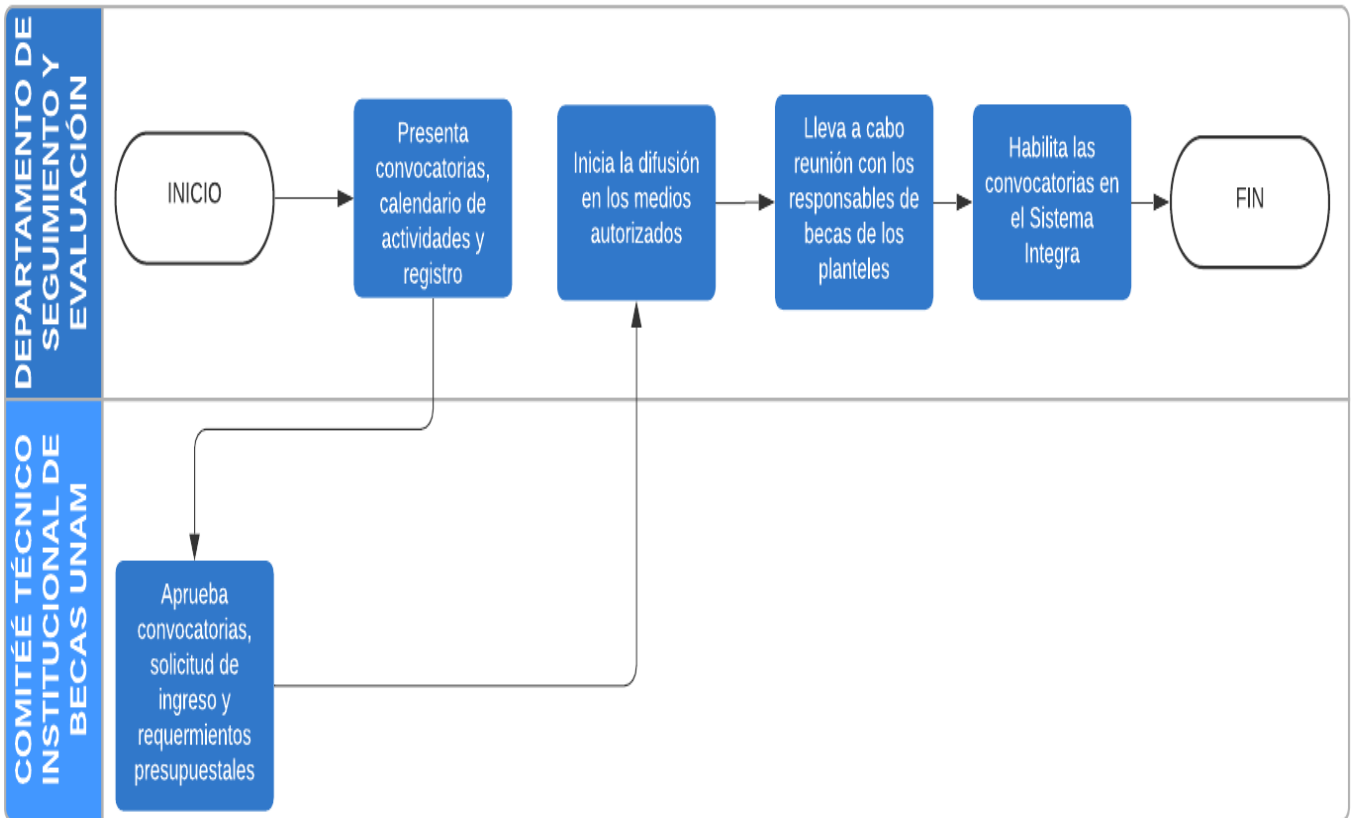 DEPARTAMENTO DE
SEGUIMIENTO Y
EVALUACIÓIN
INICIO
Presenta
convocatorias,
calendario de
actividades y
registro
Inicia la difusión
en los medios
autorizados
Lleva a cabo
reunión con los
responsables de
becas de los
planteles
Habilita las
convocatorias en
el Sistema
Integra
FIN
COMITÉÉ TÉCNICO
INSTITUCIONAL DE
BECAS UNAM
Aprueba
convocatorias,
solicitud de
ingreso y
requermientos
presupuestales